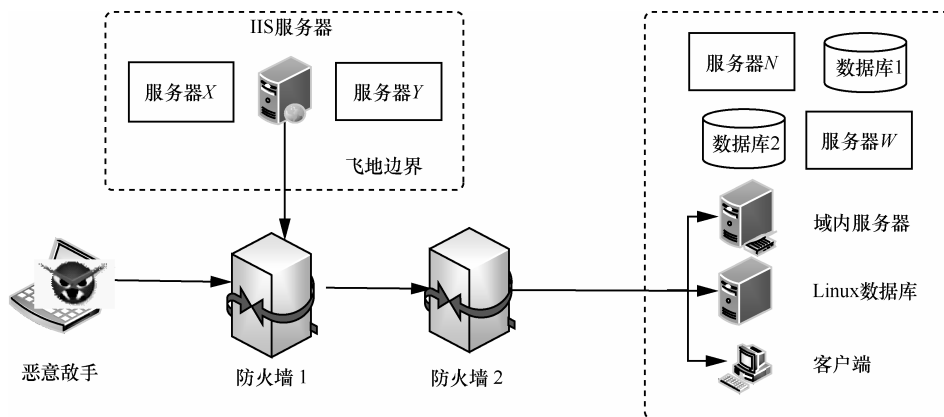 IIS服务器
服务器X
服务器Y
飞地边界
服务器N
数据库1
数据库2
服务器W
域内服务器
Linux数据库
客户端
恶意敌手
防火墙 1
防火墙 2